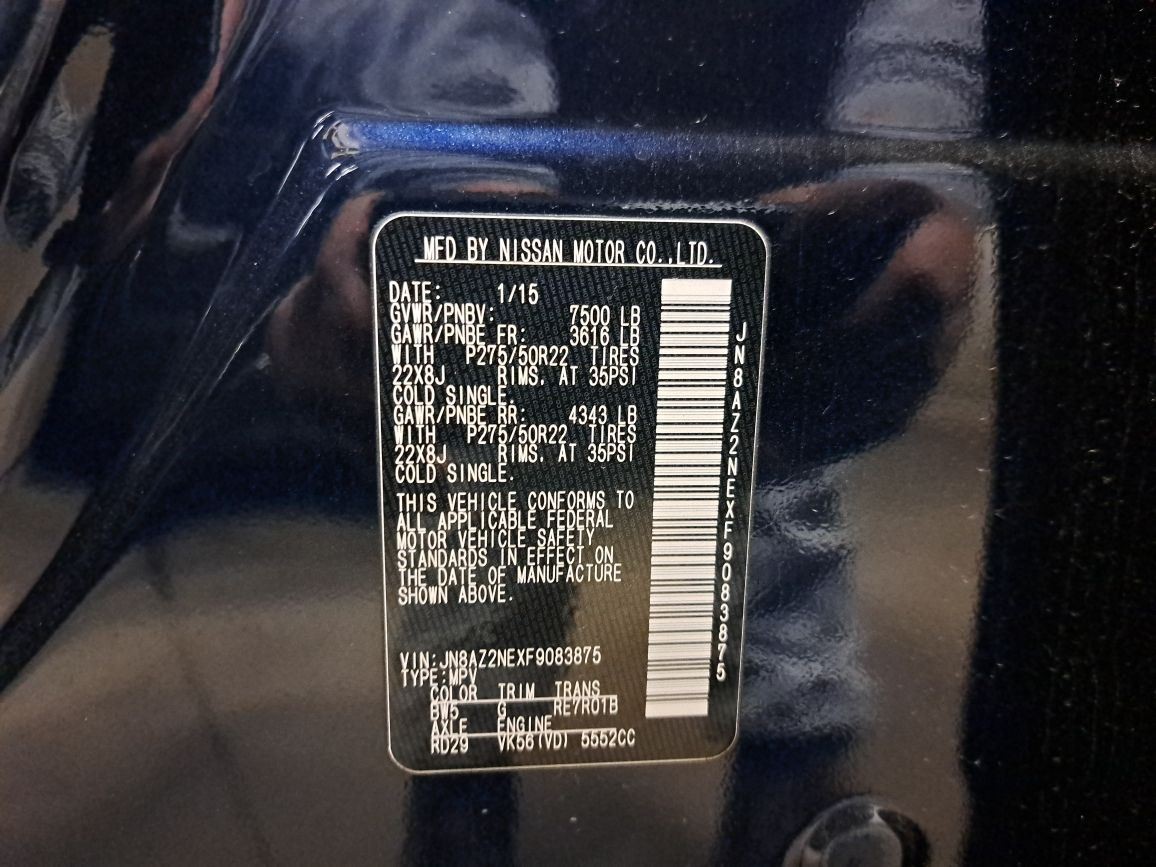 MFD BY NISSAN MOTOR CO.,LTD.
DATE: 1/15
GVWR/PNBV: 7500 LB
GAWR/PNBE FR: 3616 LB
WITH P275/50R22 TIRES
22X8J RIMS, AT 35PSI
COLD SINGLE.
GAWR/PNBE RR: 4343 LB
WITH P275/50R22 TIRES
22X8J RIMS, AT 35PSI
COLD SINGLE.
THIS VEHICLE CONFORMS TO
ALL APPLICABLE FEDERAL
MOTOR VEHICLE SAFETY
STANDARDS IN EFFECT ON
THE DATE OF MANUFACTURE
SHOWN ABOVE.
VIN:JN8AZ2NEXF9083875
TYPE:MPV
COLOR TRIM TRANS
BW5 G RE7R01B
AXLE ENGINE
RD29 VK56(VD) 5552CC
JN8AZ2NEXF9083875